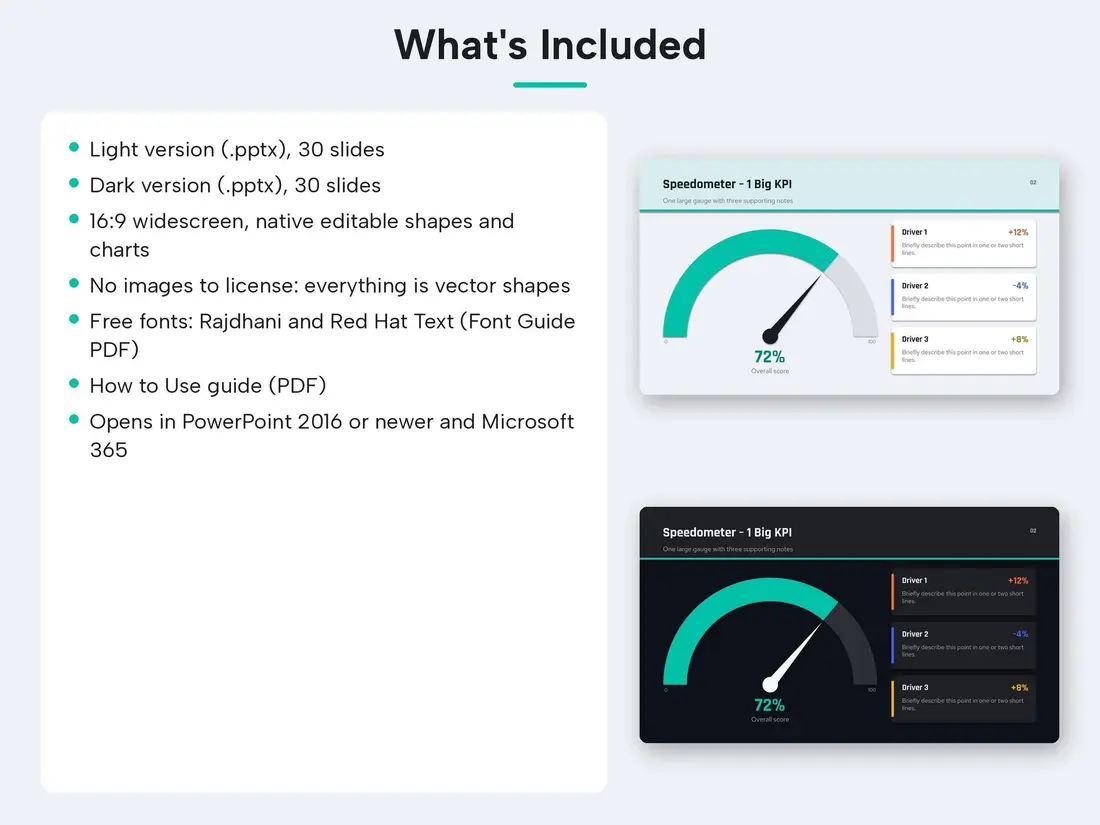 What's Included
Light version (.pptx), 30 slides
Dark version (.pptx), 30 slides
16:9 widescreen, native editable shapes and
charts
No images to license: everything is vector shapes
Free fonts: Rajdhani and Red Hat Text (Font Guide
PDF)
How to Use guide (PDF)
Opens in PowerPoint 2016 or newer and Microsoft
365
Speedometer - 1 Big KPI
02
One large gauge with three supporting notes
0
100
72%
Overall score
Driver 1
+12%
Briefly describe this point in one or two short
lines.
Driver 2
-4%
Briefly describe this point in one or two short
lines.
Driver 3
+8%
Briefly describe this point in one or two short
lines.
Speedometer - 1 Big KPI
02
One large gauge with three supporting notes
0
100
72%
Overall score
Driver 1
+12%
Briefly describe this point in one or two short
lines.
Driver 2
-4%
Briefly describe this point in one or two short
lines.
Driver 3
+8%
Briefly describe this point in one or two short
lines.